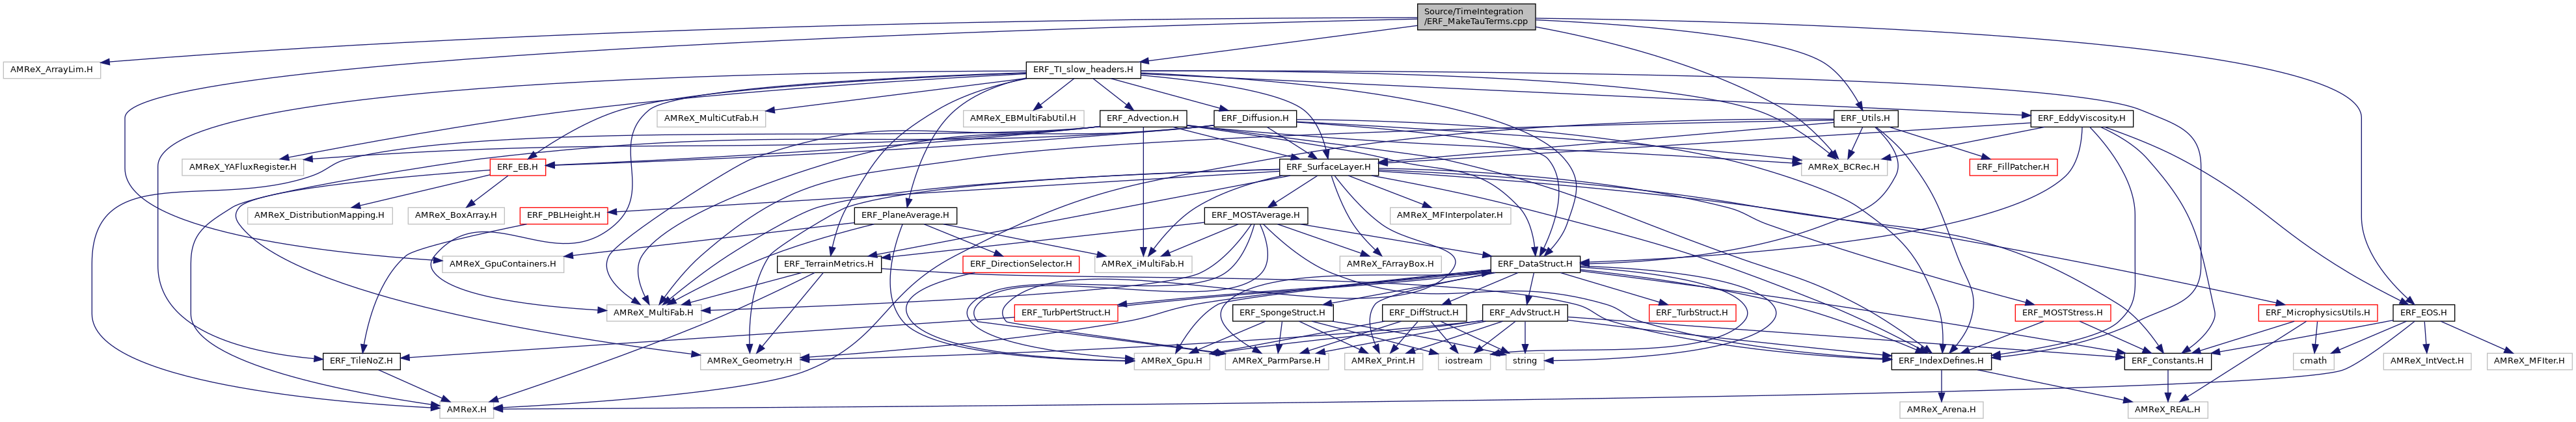 Source/TimeIntegration
/ERF_MakeTauTerms.cpp
AMReX_ArrayLim.H
ERF_TI_slow_headers.H
AMReX_MultiCutFab.H
AMReX_EBMultiFabUtil.H
ERF_Advection.H
ERF_Diffusion.H
ERF_Utils.H
ERF_EddyViscosity.H
AMReX_YAFluxRegister.H
ERF_EB.H
ERF_SurfaceLayer.H
AMReX_BCRec.H
ERF_FillPatcher.H
AMReX_DistributionMapping.H
AMReX_BoxArray.H
ERF_PBLHeight.H
ERF_PlaneAverage.H
AMReX_MFInterpolater.H
ERF_MOSTAverage.H
AMReX_GpuContainers.H
ERF_TerrainMetrics.H
ERF_DirectionSelector.H
AMReX_iMultiFab.H
AMReX_FArrayBox.H
ERF_DataStruct.H
AMReX_MultiFab.H
ERF_TurbPertStruct.H
ERF_SpongeStruct.H
ERF_DiffStruct.H
ERF_AdvStruct.H
ERF_TurbStruct.H
ERF_MOSTStress.H
ERF_MicrophysicsUtils.H
ERF_EOS.H
ERF_TileNoZ.H
AMReX_Geometry.H
AMReX_Gpu.H
AMReX_ParmParse.H
AMReX_Print.H
iostream
string
ERF_IndexDefines.H
ERF_Constants.H
cmath
AMReX_IntVect.H
AMReX_MFIter.H
AMReX.H
AMReX_Arena.H
AMReX_REAL.H